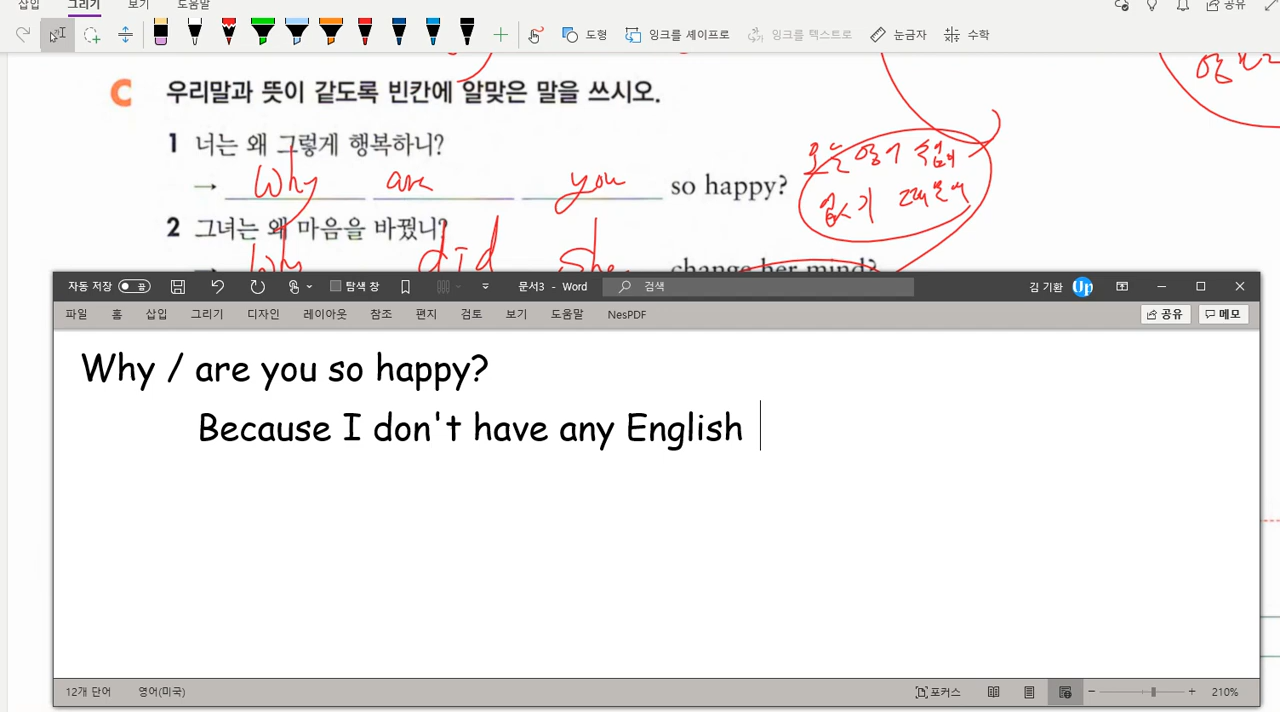 삽입 그리기 보기 도움말 공유
도형 잉크를 셰이프로 잉크를 텍스트로 눈금자 수학
C 우리말과 뜻이 같도록 빈칸에 알맞은 말을 쓰시오.
1 너는 왜 그렇게 행복하니?
→ Why are you so happy?
오늘 영어 수업이
없기 때문에
2 그녀는 왜 마음을 바꿨니?
→ Why did she change her mind?
자동 저장 끔 탐색 창 문서3 - Word 검색 김 기환 Up
파일 홈 삽입 그리기 디자인 레이아웃 참조 편지 검토 보기 도움말 NesPDF 공유 메모
Why / are you so happy?
Because I don't have any English
12개 단어 영어(미국) 포커스 210%